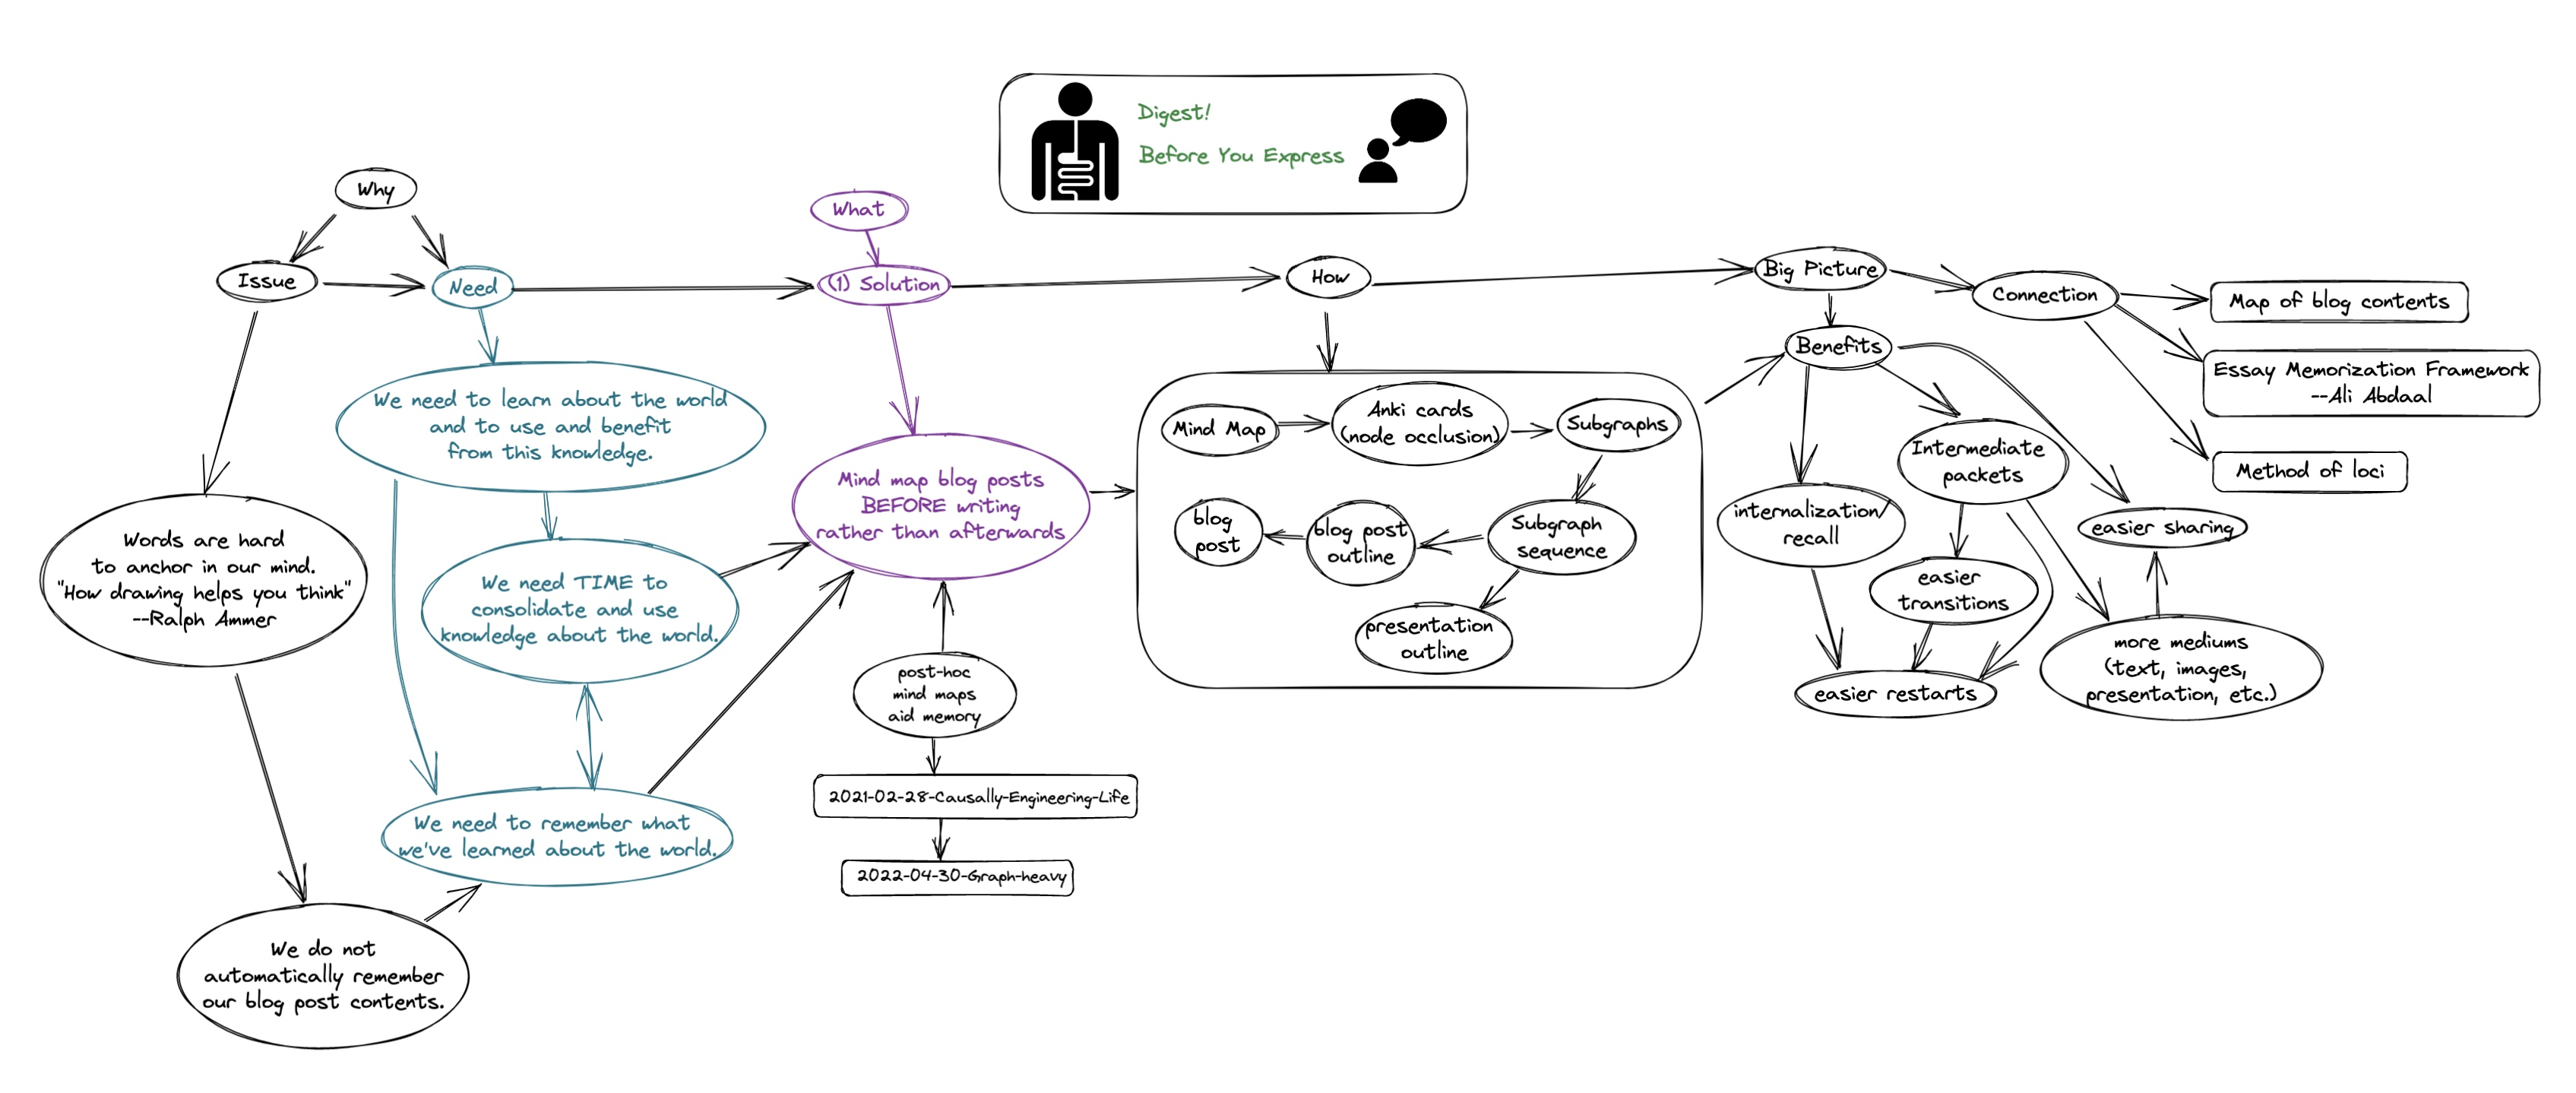 Digest!
Before You Express
Why
Issue
Need
What
(1) Solution
How
Big Picture
Connection
Map of blog contents
Essay Memorization Framework
--Ali Abdaal
Method of loci
Words are hard
to anchor in our mind.
"How drawing helps you think"
--Ralph Ammer
We do not
automatically remember
our blog post contents.
We need to learn about the world
and to use and benefit
from this knowledge.
We need TIME to
consolidate and use
knowledge about the world.
We need to remember what
we've learned about the world.
Mind map blog posts
BEFORE writing
rather than afterwards
post-hoc
mind maps
aid memory
2021-02-28-Causally-Engineering-Life
2022-04-30-Graph-heavy
Mind Map
Anki cards
(node occlusion)
Subgraphs
Subgraph
sequence
blog post
outline
blog
post
presentation
outline
Benefits
internalization/
recall
Intermediate
packets
easier
transitions
easier restarts
easier sharing
more mediums
(text, images,
presentation, etc.)